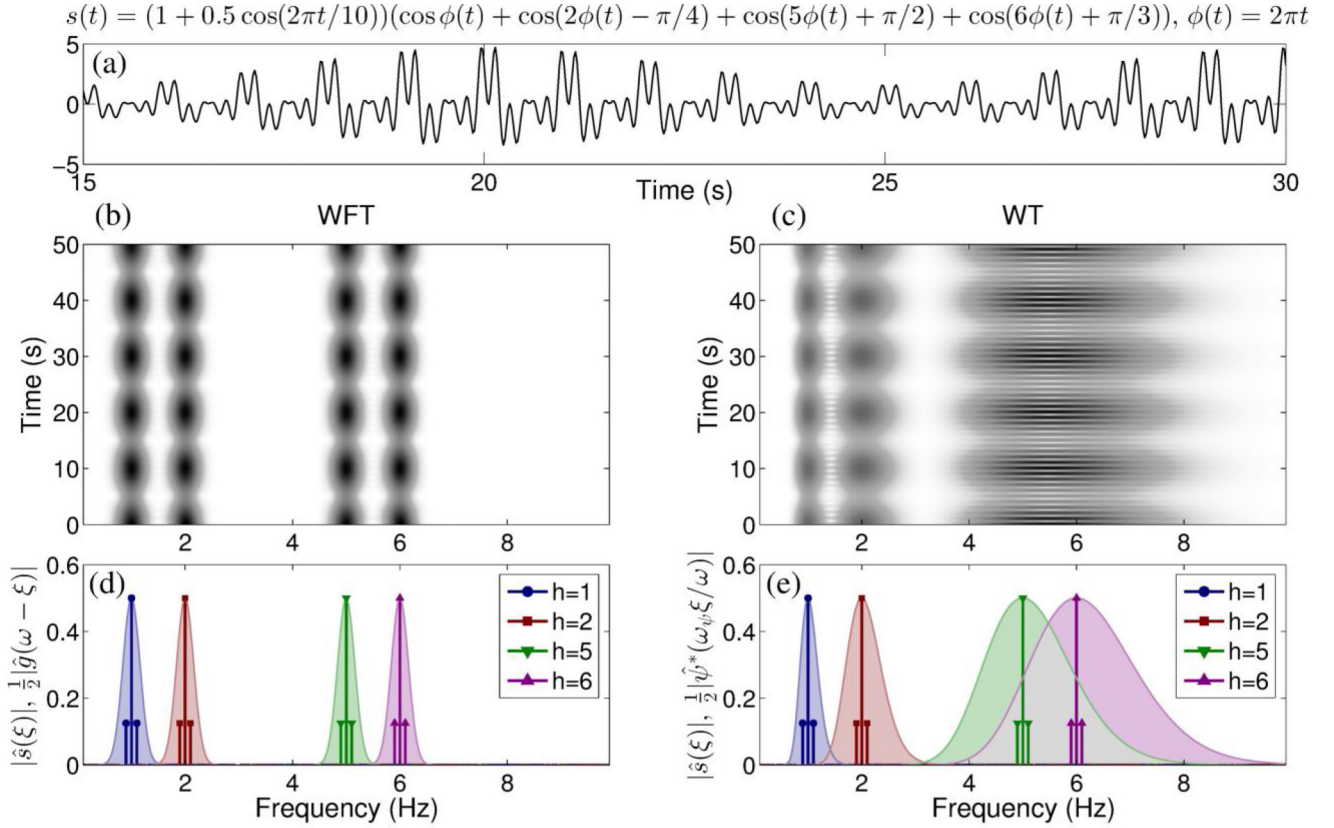 s(t) = (1 + 0.5 cos(2πt/10))(cos ϕ(t) + cos(2ϕ(t) − π/4) + cos(5ϕ(t) + π/2) + cos(6ϕ(t) + π/3)), ϕ(t) = 2πt
(a)
5
0
−5
15 20 25 30
Time (s)
(b) WFT
50
40
30
20
10
0
Time (s)
2 4 6 8
(c) WT
50
40
30
20
10
0
Time (s)
2 4 6 8
(d)
0.6
0.4
0.2
0
|ŝ(ξ)|, ½|ĝ(ω − ξ)|
h=1
h=2
h=5
h=6
2 4 6 8
Frequency (Hz)
(e)
0.6
0.4
0.2
0
|ŝ(ξ)|, ½|ψ̂*(ω_ψξ/ω)|
h=1
h=2
h=5
h=6
2 4 6 8
Frequency (Hz)